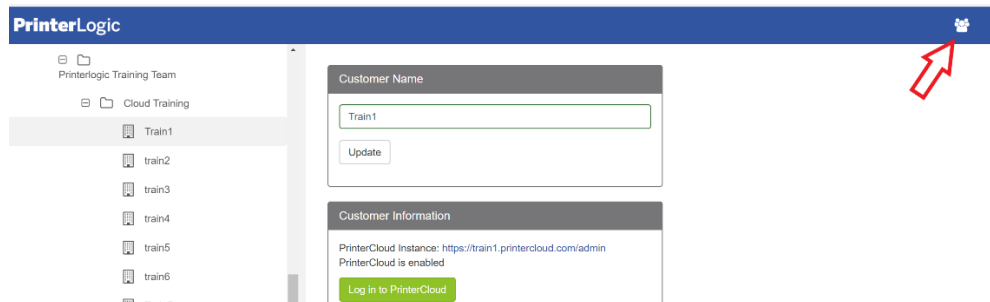 PrinterLogic
Printerlogic Training Team
Cloud Training
Train1
train2
train3
train4
train5
train6
Customer Name
Train1
Update
Customer Information
PrinterCloud Instance: https://train1.printercloud.com/admin
PrinterCloud is enabled
Log in to PrinterCloud